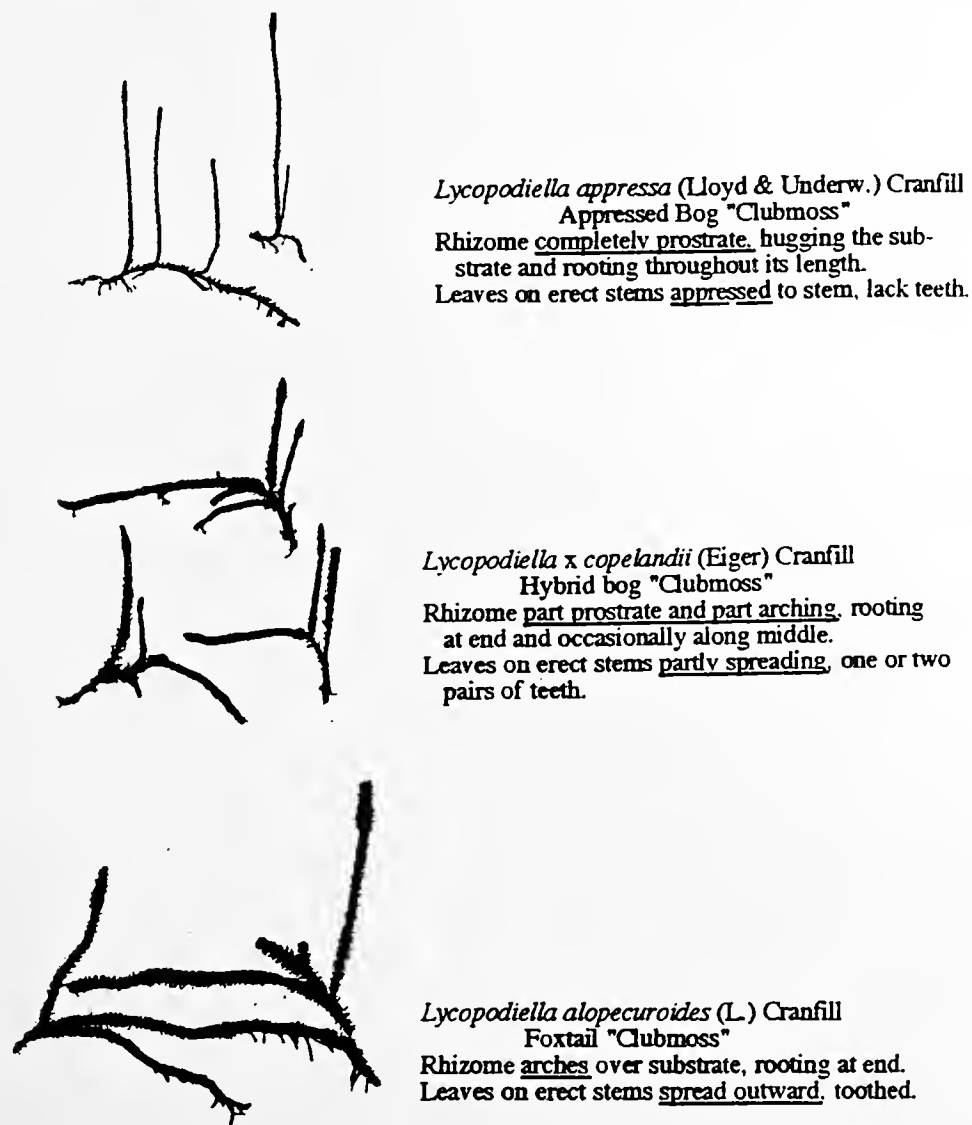 Lycopodiella appressa (Lloyd & Underw.) Cranfill
Appressed Bog "Clubmoss"
Rhizome completely prostrate, hugging the sub-
strate and rooting throughout its length.
Leaves on erect stems appressed to stem, lack teeth.
Lycopodiella x copelandii (Eiger) Cranfill
Hybrid bog "Clubmoss"
Rhizome part prostrate and part arching, rooting
at end and occasionally along middle.
Leaves on erect stems partly spreading, one or two
pairs of teeth.
Lycopodiella alopecuroides (L.) Cranfill
Foxtail "Clubmoss"
Rhizome arches over substrate, rooting at end.
Leaves on erect stems spread outward, toothed.